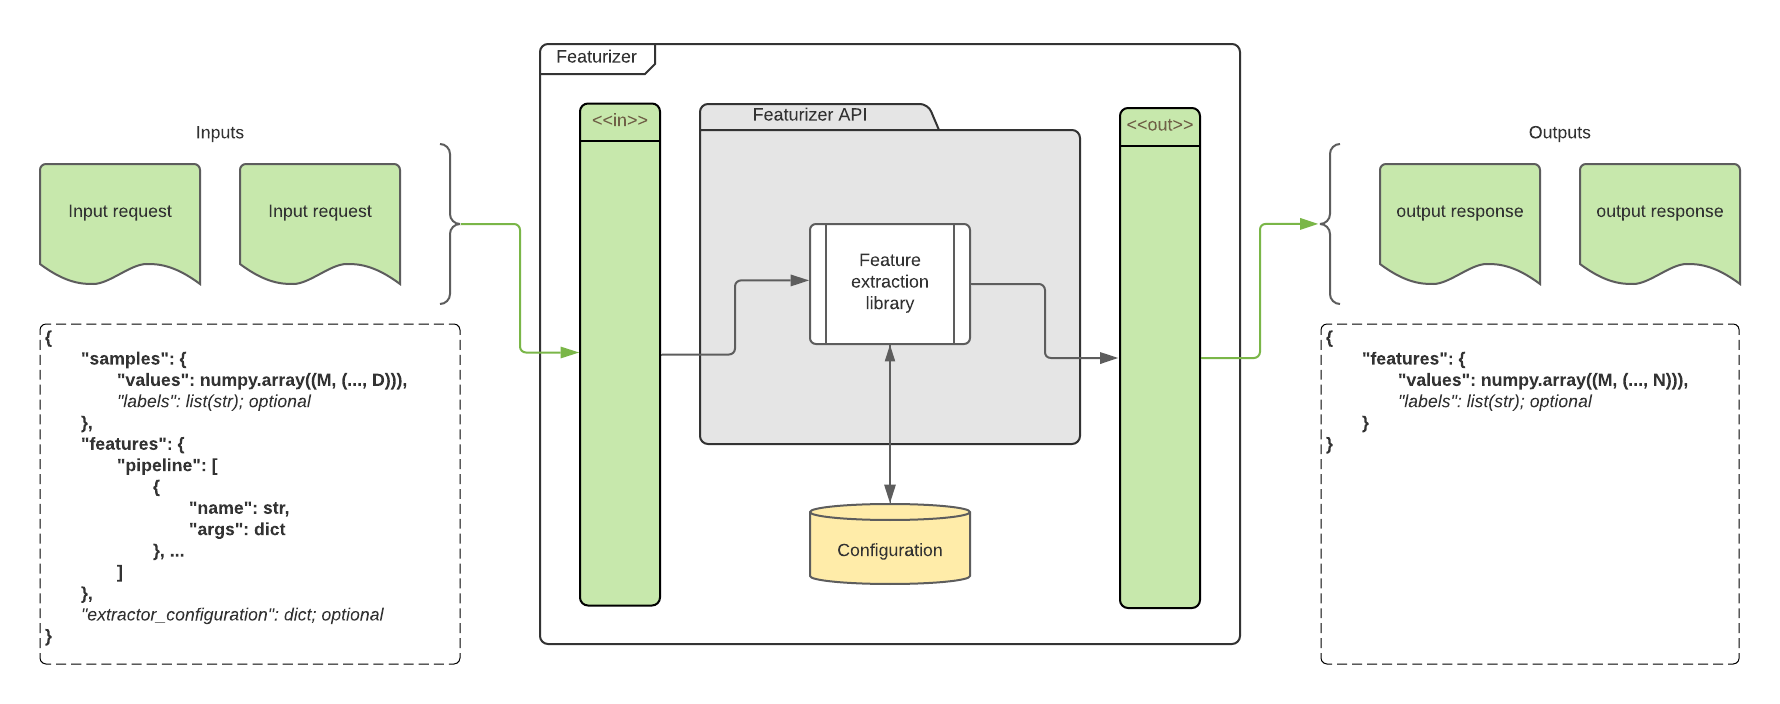 Featurizer
<<in>>
Featurizer API
<<out>>
Inputs
Outputs
Input request
Input request
output response
output response
Feature
extraction
library
Configuration
{
"samples": {
"values": numpy.array((M, (..., D))),
"labels": list(str); optional
},
"features": {
"pipeline": [
{
"name": str,
"args": dict
}, ...
]
},
"extractor_configuration": dict; optional
}
{
"features": {
"values": numpy.array((M, (..., N))),
"labels": list(str); optional
}
}